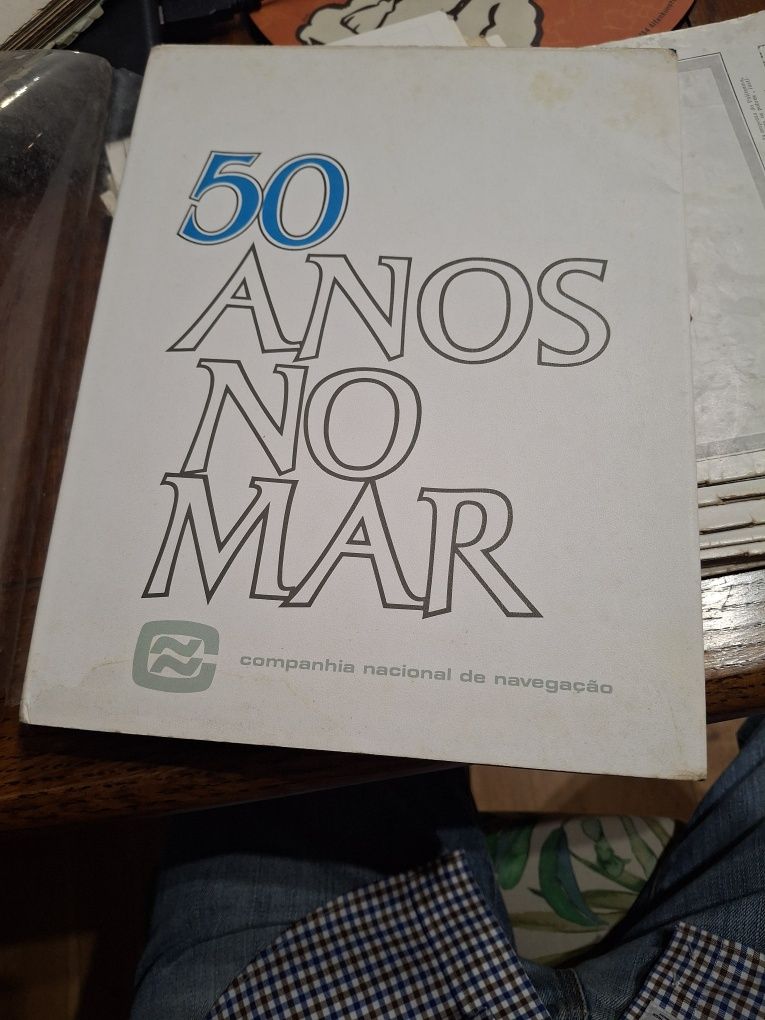 50
ANOS
NO
MAR
companhia nacional de navegação